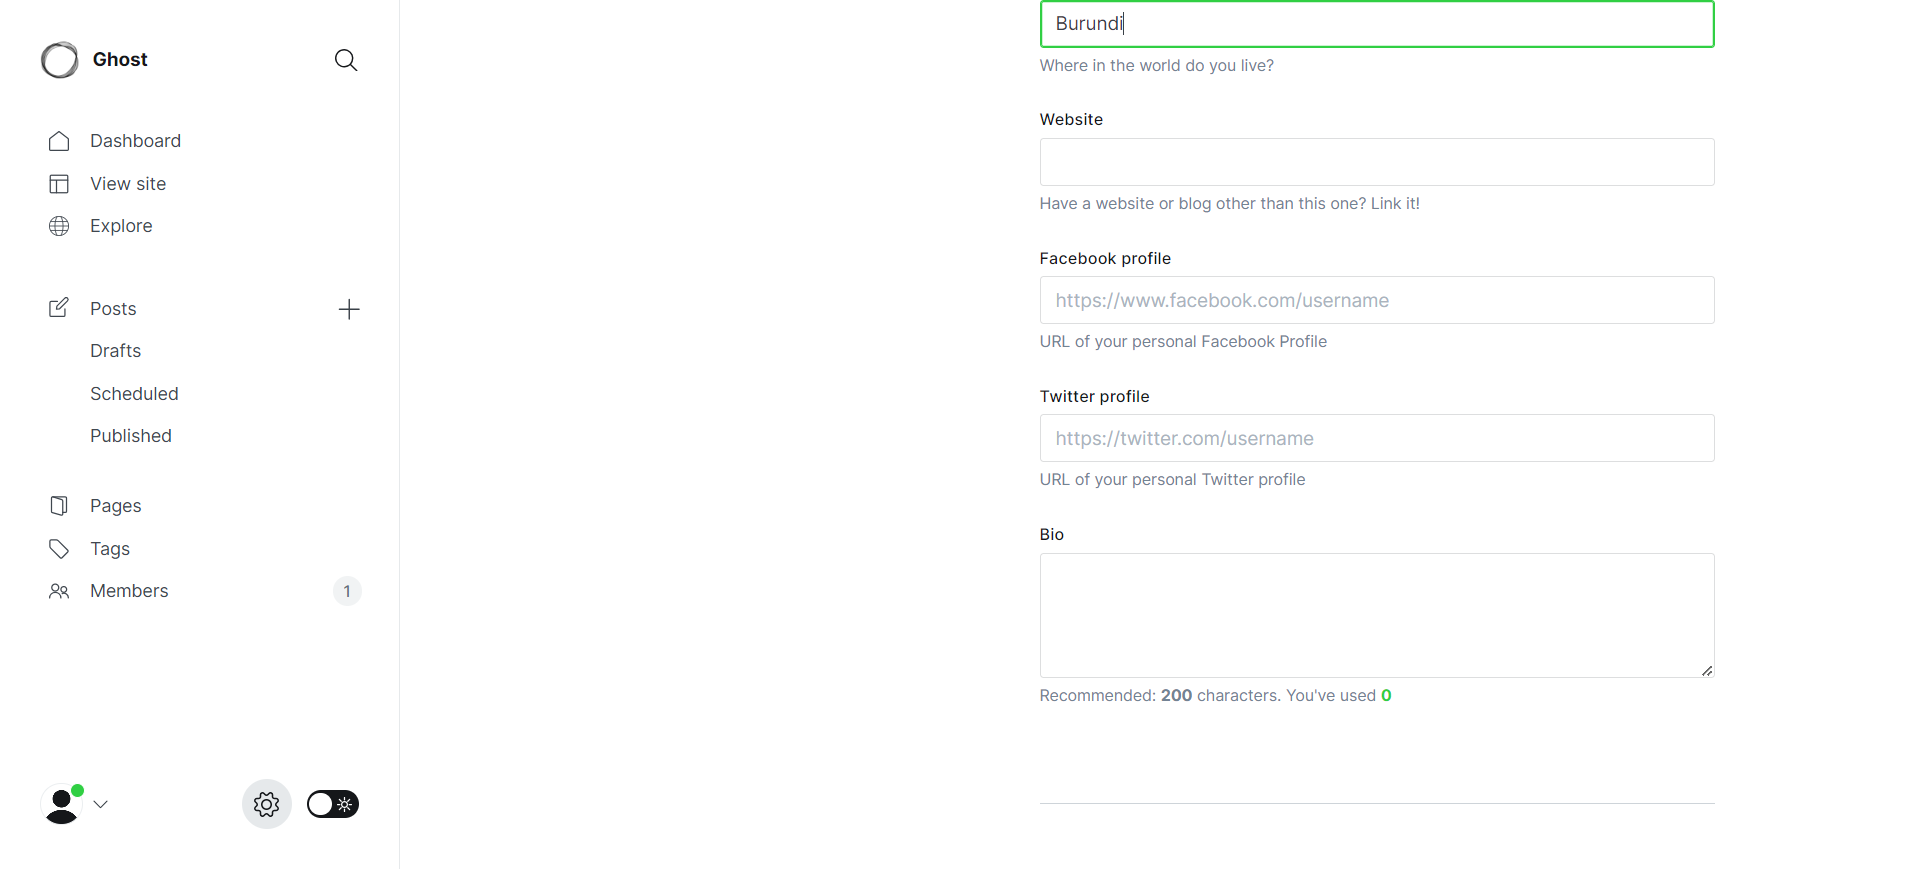 Ghost
Dashboard
View site
Explore
Posts
Drafts
Scheduled
Published
Pages
Tags
Members
1
Burundi
Where in the world do you live?
Website
Have a website or blog other than this one? Link it!
Facebook profile
https://www.facebook.com/username
URL of your personal Facebook Profile
Twitter profile
https://twitter.com/username
URL of your personal Twitter profile
Bio
Recommended: 200 characters. You've used 0